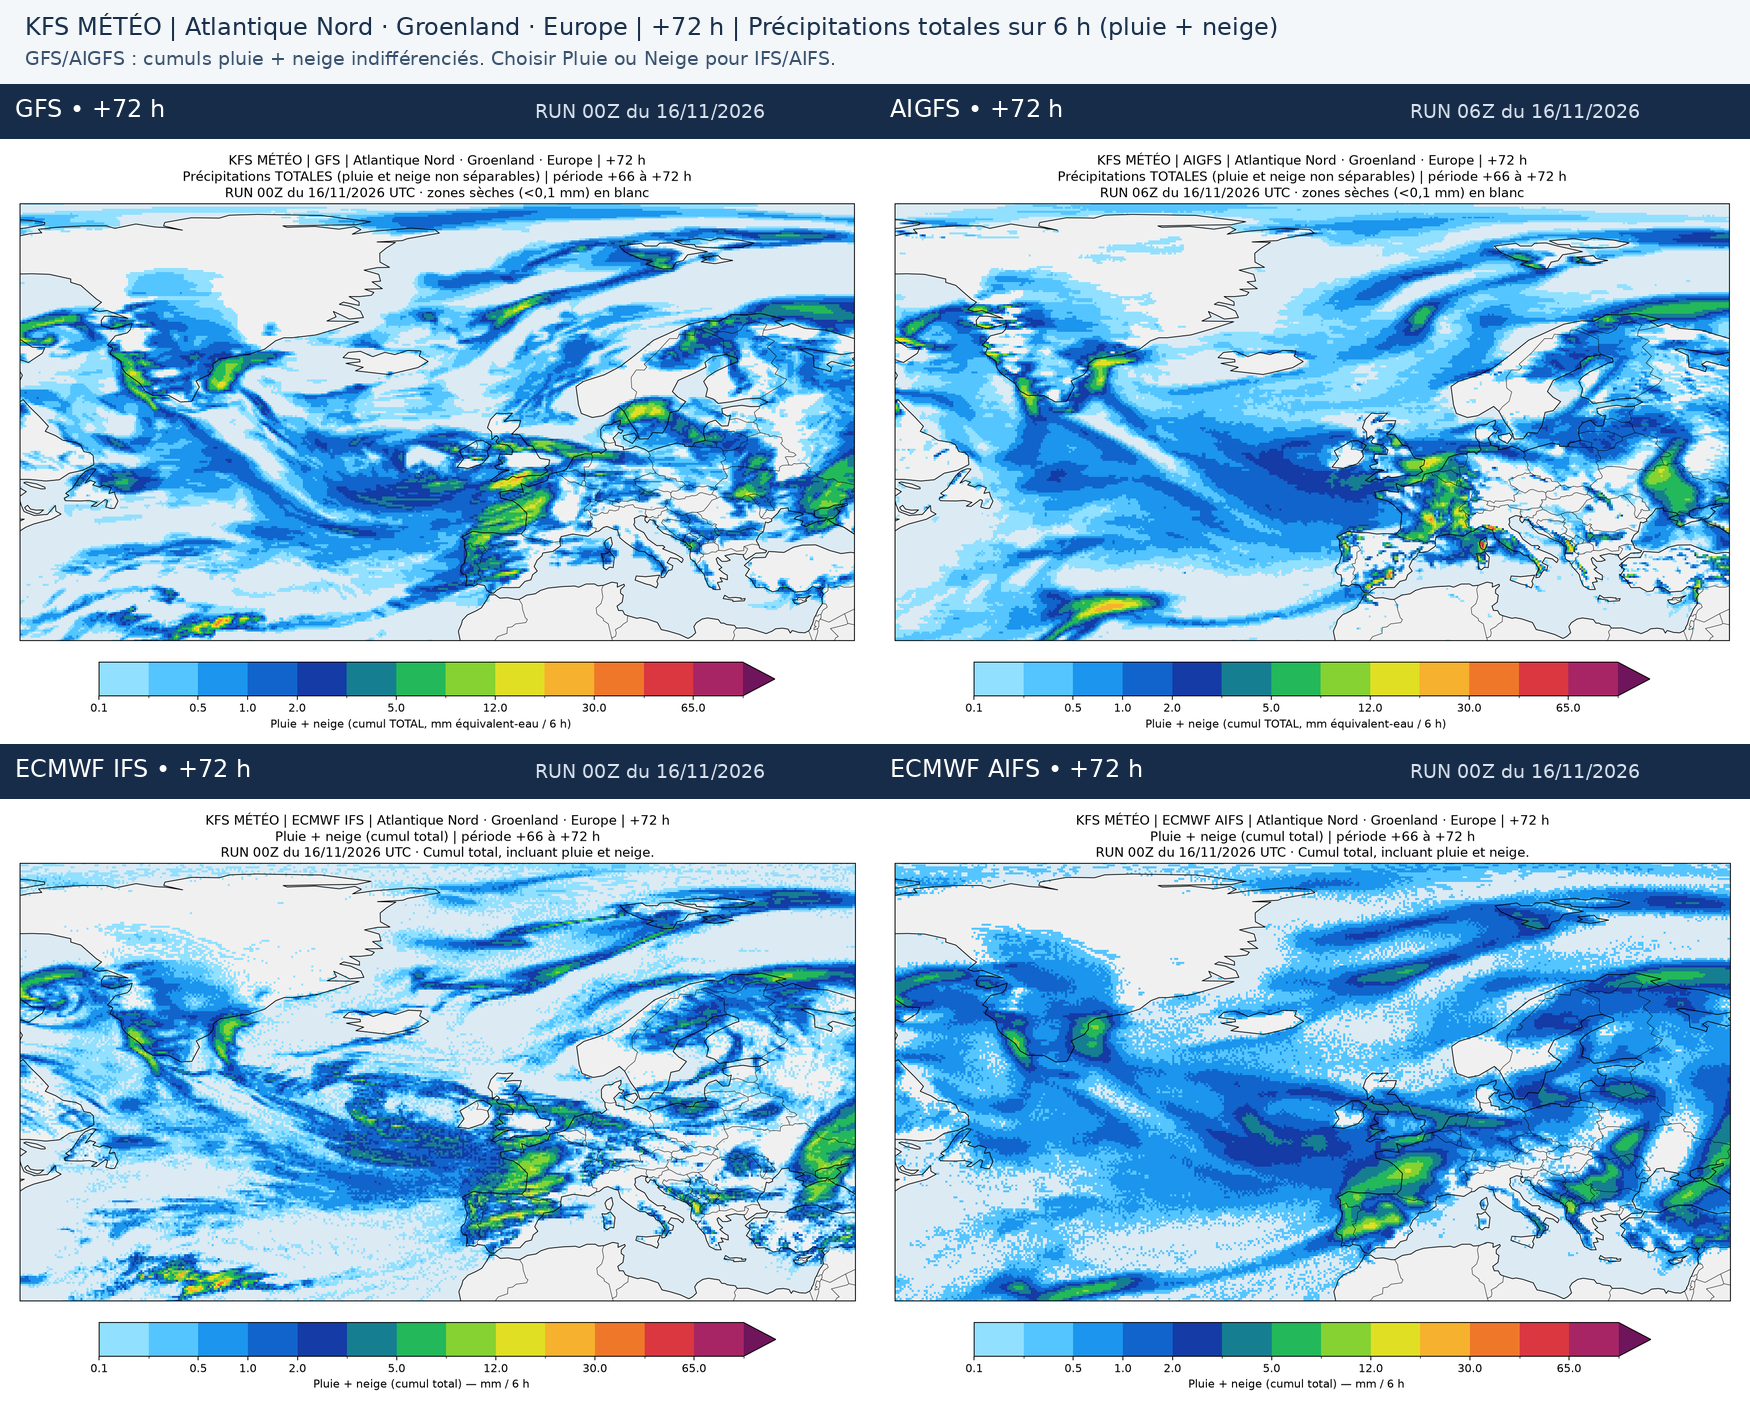 KFS MÉTÉO | Atlantique Nord · Groenland · Europe | +72 h | Précipitations totales sur 6 h (pluie + neige)
GFS/AIGFS : cumuls pluie + neige indifférenciés. Choisir Pluie ou Neige pour IFS/AIFS.
GFS • +72 h
RUN 00Z du 16/11/2026
KFS MÉTÉO | GFS | Atlantique Nord · Groenland · Europe | +72 h
Précipitations TOTALES (pluie et neige non séparables) | période +66 à +72 h
RUN 00Z du 16/11/2026 UTC · zones sèches (<0,1 mm) en blanc
0.1 0.5 1.0 2.0 5.0 12.0 30.0 65.0
Pluie + neige (cumul TOTAL, mm équivalent-eau / 6 h)
AIGFS • +72 h
RUN 06Z du 16/11/2026
KFS MÉTÉO | AIGFS | Atlantique Nord · Groenland · Europe | +72 h
Précipitations TOTALES (pluie et neige non séparables) | période +66 à +72 h
RUN 06Z du 16/11/2026 UTC · zones sèches (<0,1 mm) en blanc
0.1 0.5 1.0 2.0 5.0 12.0 30.0 65.0
Pluie + neige (cumul TOTAL, mm équivalent-eau / 6 h)
ECMWF IFS • +72 h
RUN 00Z du 16/11/2026
KFS MÉTÉO | ECMWF IFS | Atlantique Nord · Groenland · Europe | +72 h
Pluie + neige (cumul total) | période +66 à +72 h
RUN 00Z du 16/11/2026 UTC · Cumul total, incluant pluie et neige.
0.1 0.5 1.0 2.0 5.0 12.0 30.0 65.0
Pluie + neige (cumul total) — mm / 6 h
ECMWF AIFS • +72 h
RUN 00Z du 16/11/2026
KFS MÉTÉO | ECMWF AIFS | Atlantique Nord · Groenland · Europe | +72 h
Pluie + neige (cumul total) | période +66 à +72 h
RUN 00Z du 16/11/2026 UTC · Cumul total, incluant pluie et neige.
0.1 0.5 1.0 2.0 5.0 12.0 30.0 65.0
Pluie + neige (cumul total) — mm / 6 h